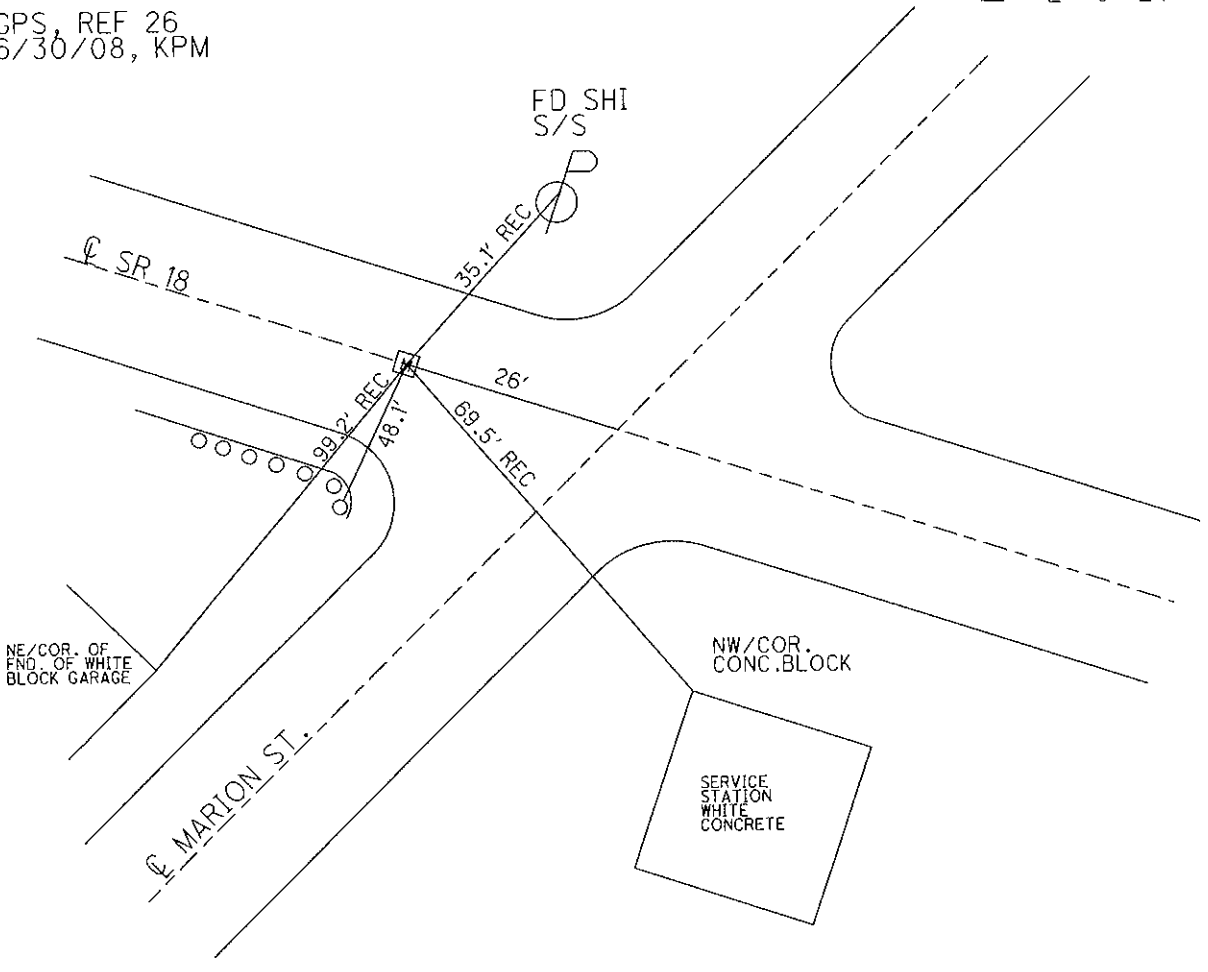 GPS, REF 26
6/30/08, KPM
FD SHI
S/S
35.1' REC
℄ SR 18
26'
99.2' REC
48.1'
69.5' REC
NE/COR. OF
FND. OF WHITE
BLOCK GARAGE
NW/COR.
CONC.BLOCK
℄ MARION ST.
SERVICE
STATION
WHITE
CONCRETE